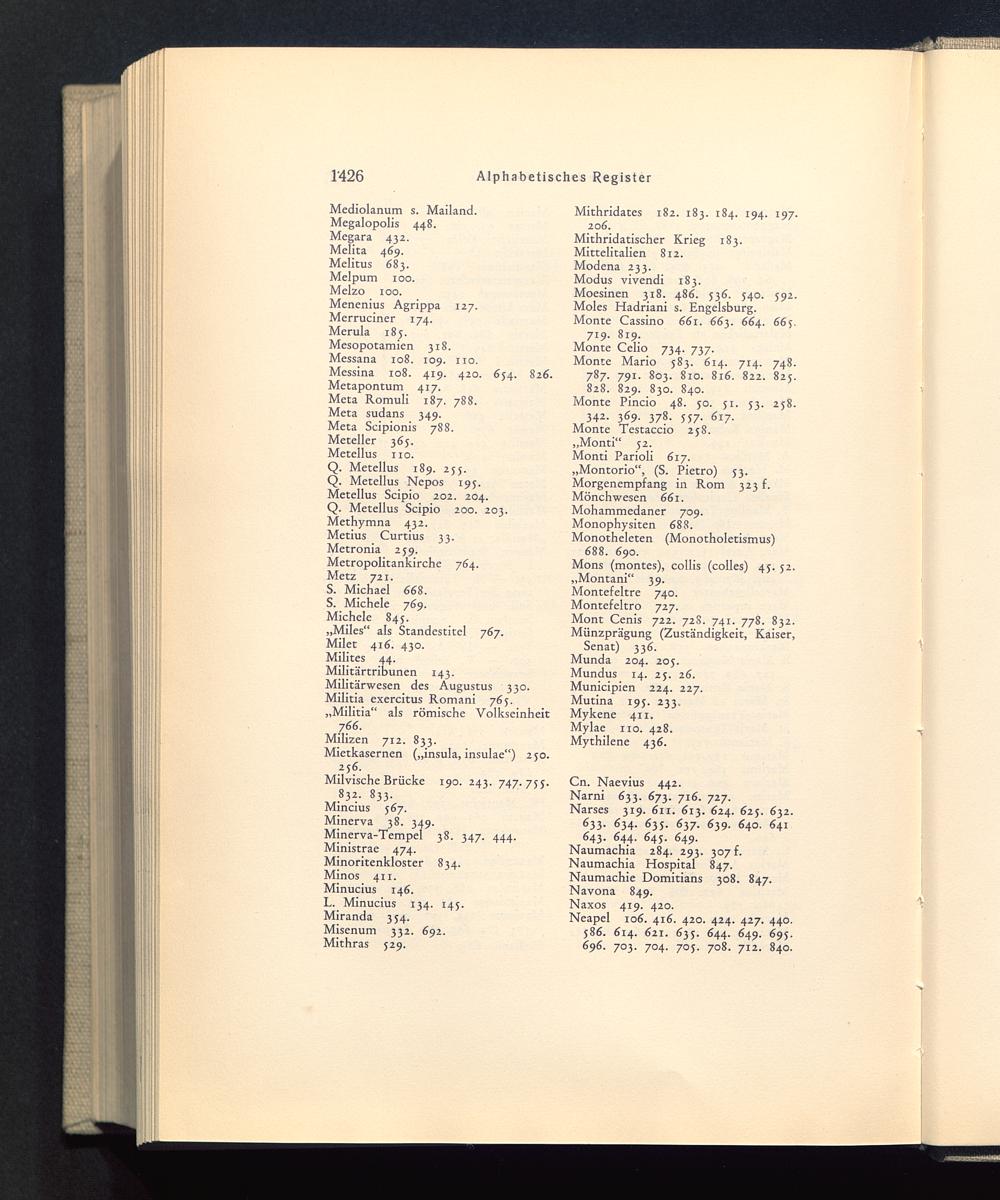 1426
Alphabetisches Register
Mediolanum s. Mailand.
Megalopolis 448.
Megara 432.
Melita 469.
Melitus 683.
Melpum 100.
Melzo 100.
Menenius Agrippa 127.
Merruciner 174.
Merula 185.
Mesopotamien 318.
Messana 108. 109. 110.
Messina 108. 419. 420. 654. 826.
Metapontum 417.
Meta Romuli 187. 788.
Meta sudans 349.
Meta Scipionis 788.
Meteller 365.
Metellus 110.
Q. Metellus 189. 255.
Q. Metellus Nepos 195.
Metellus Scipio 202. 204.
Q. Metellus Scipio 200. 203.
Methymna 432.
Metius Curtius 33.
Metronia 259.
Metropolitankirche 764.
Metz 721.
S. Michael 668.
S. Michele 769.
Michele 845.
„Miles“ als Standestitel 767.
Milet 416. 430.
Milites 44.
Militärtribunen 143.
Militärwesen des Augustus 330.
Militia exercitus Romani 765.
„Militia“ als römische Volkseinheit
766.
Milizen 712. 833.
Mietkasernen („insula, insulae“) 250.
256.
Milvische Brücke 190. 243. 747. 755.
832. 833.
Mincius 567.
Minerva 38. 349.
Minerva-Tempel 38. 347. 444.
Ministrae 474.
Minoritenkloster 834.
Minos 411.
Minucius 146.
L. Minucius 134. 145.
Miranda 354.
Misenum 332. 692.
Mithras 529.
Mithridates 182. 183. 184. 194. 197.
206.
Mithridatischer Krieg 183.
Mittelitalien 812.
Modena 233.
Modus vivendi 183.
Moesinen 318. 486. 536. 540. 592.
Moles Hadriani s. Engelsburg.
Monte Cassino 661. 663. 664. 665.
719. 819.
Monte Celio 734. 737.
Monte Mario 583. 614. 714. 748.
787. 791. 803. 810. 816. 822. 825.
828. 829. 830. 840.
Monte Pincio 48. 50. 51. 53. 258.
342. 369. 378. 557. 617.
Monte Testaccio 258.
„Monti“ 52.
Monti Parioli 617.
„Montorio“, (S. Pietro) 53.
Morgenempfang in Rom 323 f.
Mönchwesen 661.
Mohammedaner 709.
Monophysiten 688.
Monotheleten (Monotholetismus)
688. 690.
Mons (montes), collis (colles) 45. 52.
„Montani“ 39.
Montefeltre 740.
Montefeltro 727.
Mont Cenis 722. 728. 741. 778. 832.
Münzprägung (Zuständigkeit, Kaiser,
Senat) 336.
Munda 204. 205.
Mundus 14. 25. 26.
Municipien 224. 227.
Mutina 195. 233.
Mykene 411.
Mylae 110. 428.
Mythilene 436.
Cn. Naevius 442.
Narni 633. 673. 716. 727.
Narses 319. 611. 613. 624. 625. 632.
633. 634. 635. 637. 639. 640. 641
643. 644. 645. 649.
Naumachia 284. 293. 307 f.
Naumachia Hospital 847.
Naumachie Domitians 308. 847.
Navona 849.
Naxos 419. 420.
Neapel 106. 416. 420. 424. 427. 440.
586. 614. 621. 635. 644. 649. 695.
696. 703. 704. 705. 708. 712. 840.